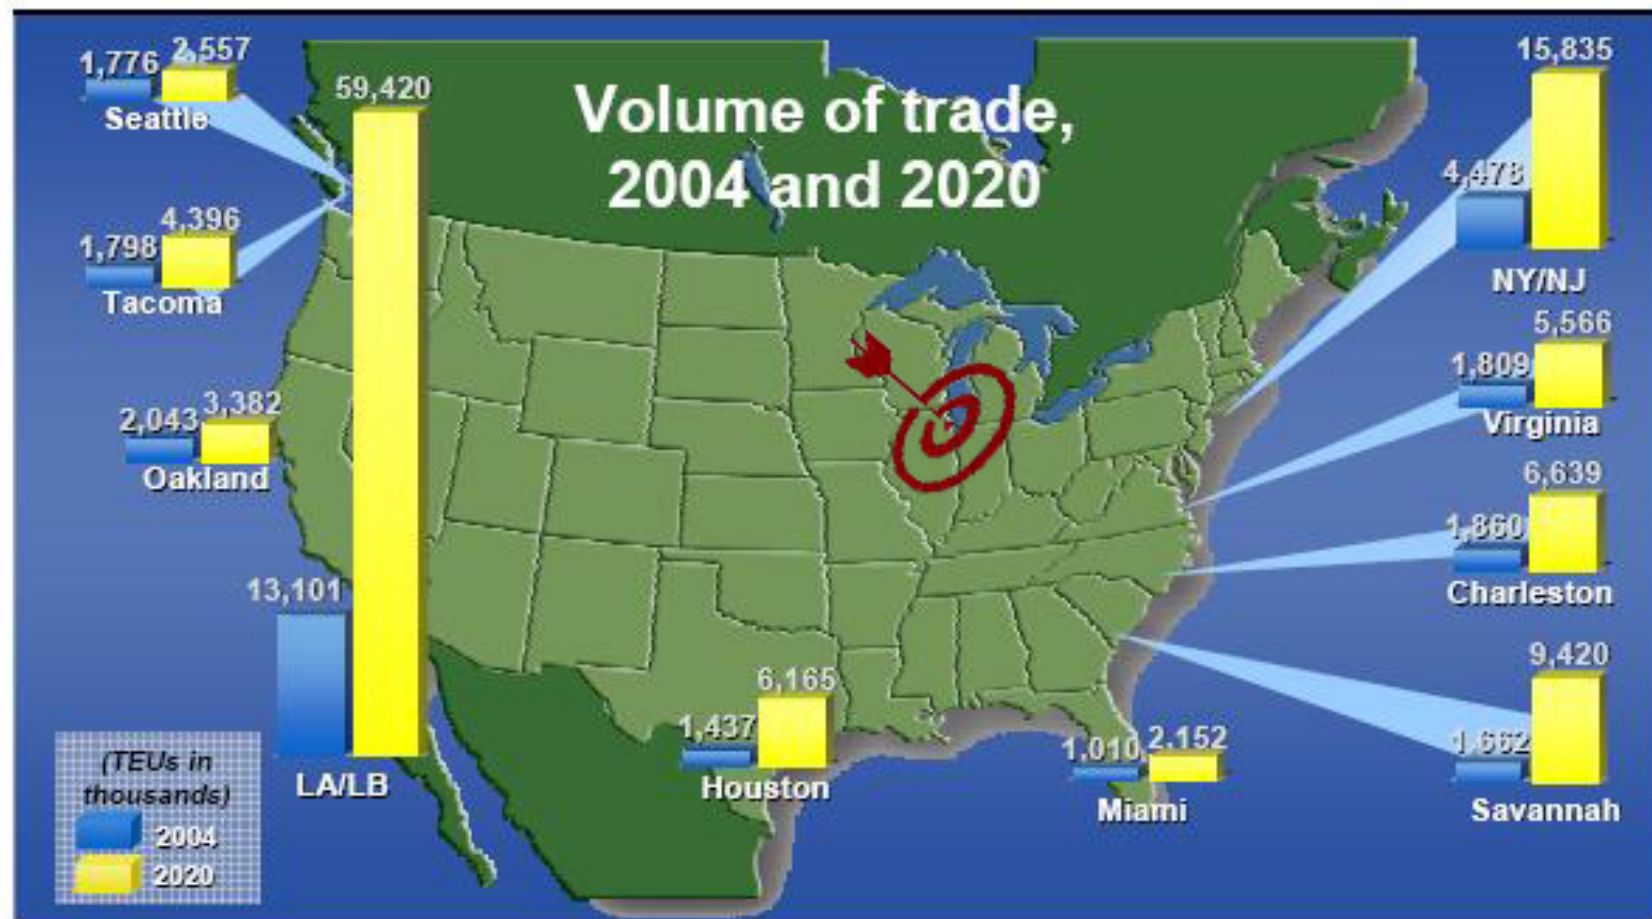 Volume of trade,
2004 and 2020
1,776 2,557
Seattle
1,798 4,396
Tacoma
2,043 3,382
Oakland
13,101 59,420
LA/LB
1,437 6,165
Houston
1,010 2,152
Miami
4,478 15,835
NY/NJ
1,809 5,566
Virginia
1,860 6,639
Charleston
1,662 9,420
Savannah
(TEUs in
thousands)
2004
2020